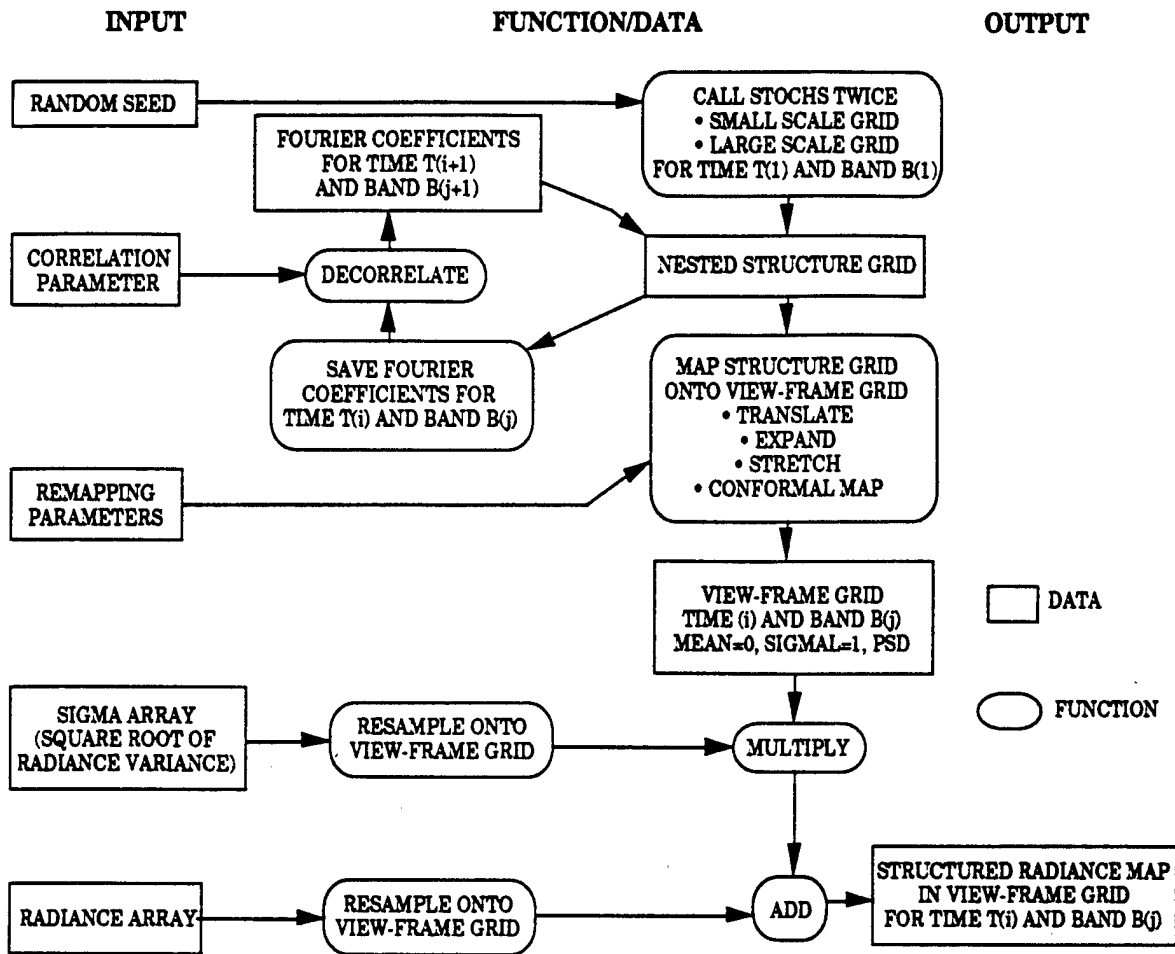 INPUT
FUNCTION/DATA
OUTPUT
RANDOM SEED
CALL STOCHS TWICE
• SMALL SCALE GRID
• LARGE SCALE GRID
FOR TIME T(1) AND BAND B(1)
FOURIER COEFFICIENTS
FOR TIME T(i+1)
AND BAND B(j+1)
CORRELATION
PARAMETER
DECORRELATE
NESTED STRUCTURE GRID
SAVE FOURIER
COEFFICIENTS FOR
TIME T(i) AND BAND B(j)
MAP STRUCTURE GRID
ONTO VIEW-FRAME GRID
• TRANSLATE
• EXPAND
• STRETCH
• CONFORMAL MAP
REMAPPING
PARAMETERS
VIEW-FRAME GRID
TIME (i) AND BAND B(j)
MEAN=0, SIGMAL=1, PSD
DATA
FUNCTION
SIGMA ARRAY
(SQUARE ROOT OF
RADIANCE VARIANCE)
RESAMPLE ONTO
VIEW-FRAME GRID
MULTIPLY
RADIANCE ARRAY
RESAMPLE ONTO
VIEW-FRAME GRID
ADD
STRUCTURED RADIANCE MAP
IN VIEW-FRAME GRID
FOR TIME T(i) AND BAND B(j)